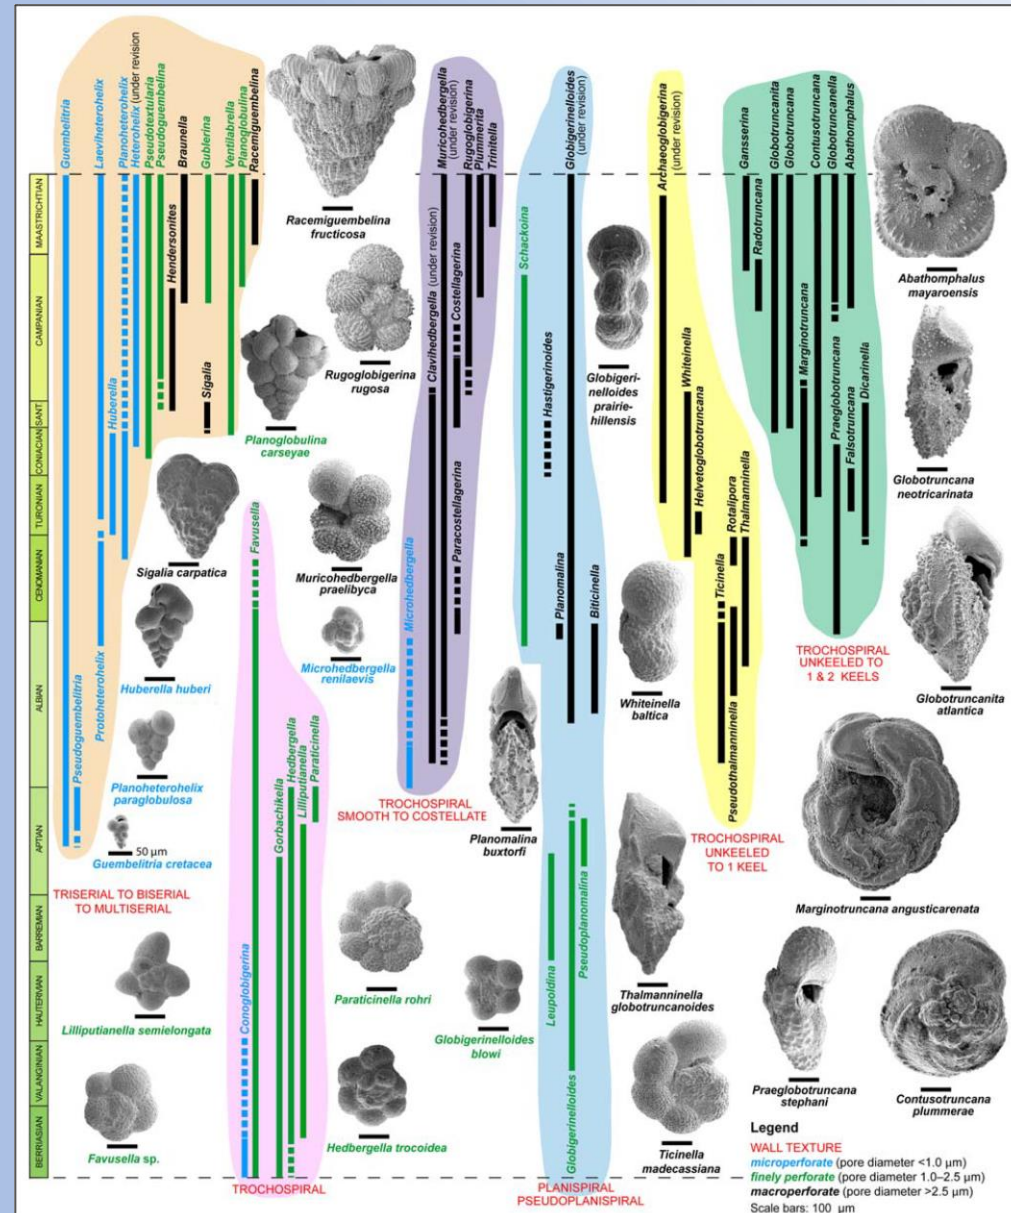 Guembelitria
Laeviheterohelix
Planoheterohelix
Heterohelix (under revision)
Pseudotextularia
Pseudoguembelina
Braunella
Gublerina
Ventilabrella
Planoglobulina
Racemiguembelina
Hendersonites
Sigalia
Huberella
Protoheterohelix
Pseudoguembelitria
MAASTRICHTIAN
CAMPANIAN
SANT
CONIACIAN
TURONIAN
CENOMANIAN
ALBIAN
APTIAN
BARREMIAN
HAUTERMAN
VALANGINIAN
BERRIASIAN
Racemiguembelina
fructicosa
Rugoglobigerina
rugosa
Planoglobulina
carseyae
Sigalia carpatica
Muricohedbergella
praelibyca
Huberella huberi
Microhedbergella
renilaevis
Planoheterohelix
paraglobulosa
50 µm
Guembelitria cretacea
TRISERIAL TO BISERIAL
TO MULTISERIAL
Lilliputianella semielongata
Favusella sp.
Favusella
Gorbachikella
Hedbergella
Lilliputianella
Paraticinella
Conoglobigerina
TROCHOSPIRAL
Paraticinella rohri
Hedbergella trocoidea
Muricohedbergella
(under revision)
Rugoglobigerina
Plummerita
Trinitella
Clavihedbergella (under revision)
Costellagerina
Paracostellagerina
Microhedbergella
TROCHOSPIRAL
SMOOTH TO COSTELLATE
Globigerinelloides
(under revision)
Schackoina
Hastigerinoides
Planomalina
Biticinella
Leupoldina
Pseudoplanomalina
Globigerinelloides
PLANISPIRAL
PSEUDOPLANISPIRAL
Globigeri-
nelloides
prairie-
hillensis
Planomalina
buxtorfi
Globigerinelloides
blowi
Whiteinella
baltica
Thalmanninella
globotruncanoides
Ticinella
madecassiana
Archaeoglobigerina
(under revision)
Whiteinella
Helvetoglobotruncana
Rotalipora
Thalmanninella
Ticinella
Pseudothalmanninella
TROCHOSPIRAL
UNKEELED
TO 1 KEEL
Gansserina
Globotruncanita
Globotruncana
Contusotruncana
Globotruncanella
Abathomphalus
Radotruncana
Marginotruncana
Praeglobotruncana
Falsotruncana
Dicarinella
TROCHOSPIRAL
UNKEELED TO
1 & 2 KEELS
Abathomphalus
mayaroensis
Globotruncana
neotricarinata
Globotruncanita
atlantica
Marginotruncana angusticarenata
Praeglobotruncana
stephani
Contusotruncana
plummerae
Legend
WALL TEXTURE
microperforate (pore diameter <1.0 µm)
finely perforate (pore diameter 1.0–2.5 µm)
macroperforate (pore diameter >2.5 µm)
Scale bars: 100 µm